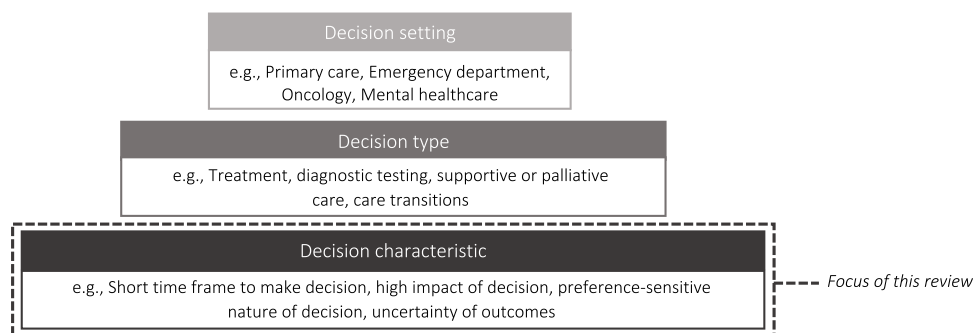 Decision setting
e.g., Primary care, Emergency department,
Oncology, Mental healthcare
Decision type
e.g., Treatment, diagnostic testing, supportive or palliative
care, care transitions
Decision characteristic
e.g., Short time frame to make decision, high impact of decision, preference-sensitive
nature of decision, uncertainty of outcomes
Focus of this review